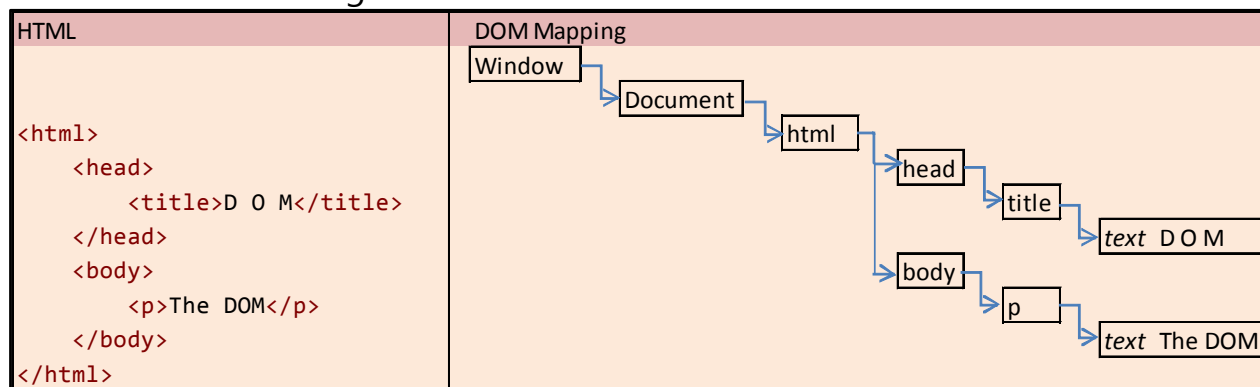 HTML
DOM Mapping
Window
Document
<html>
html
<head>
head
<title>D O M</title>
title
</head>
text D O M
<body>
body
<p>The DOM</p>
p
</body>
text The DOM
</html>